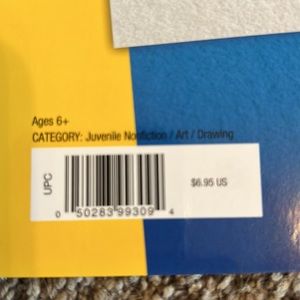 Ages 6+
CATEGORY: Juvenile Nonfiction / Art / Drawing
UPC
$6.95 US
0 50283 99309 4